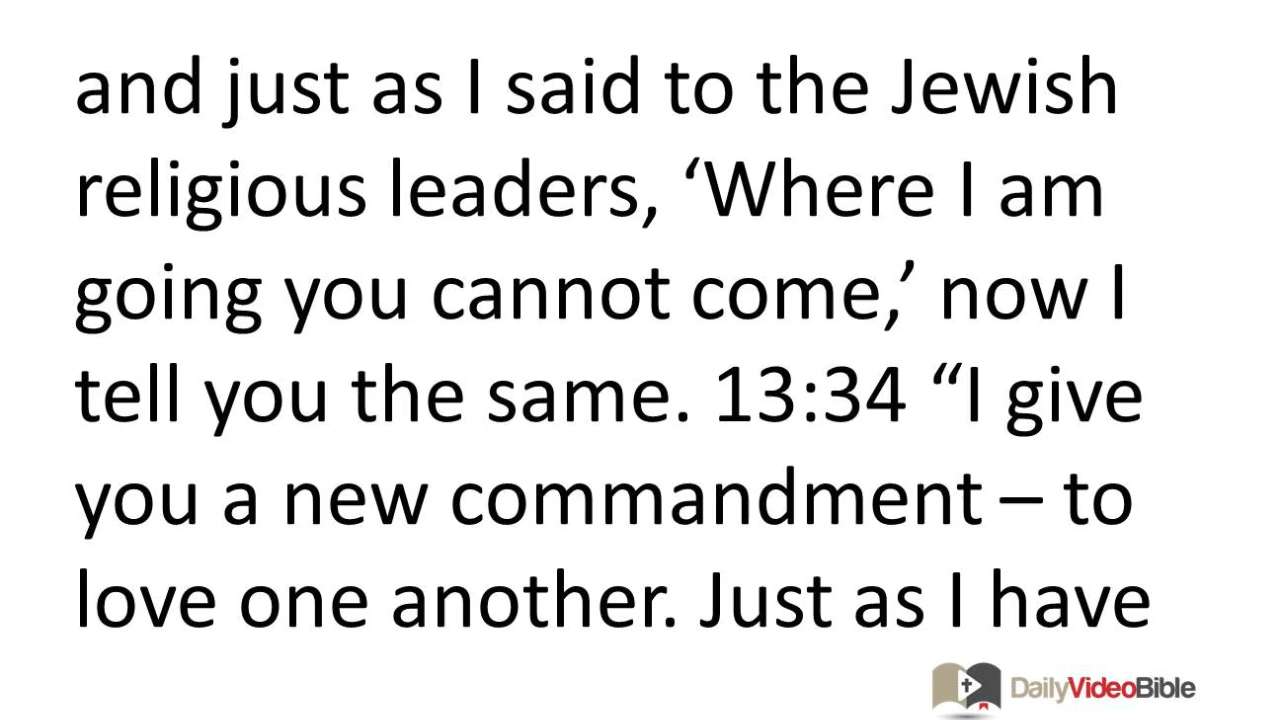 and just as I said to the Jewish
religious leaders, ‘Where I am
going you cannot come,’ now I
tell you the same. 13:34 “I give
you a new commandment – to
love one another. Just as I have
DailyVideoBible